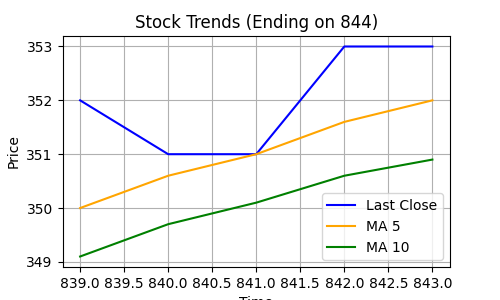 Stock Trends (Ending on 844)
353
352
351
350
349
Price
Last Close
MA 5
MA 10
839.0 839.5 840.0 840.5 841.0 841.5 842.0 842.5 843.0
Time